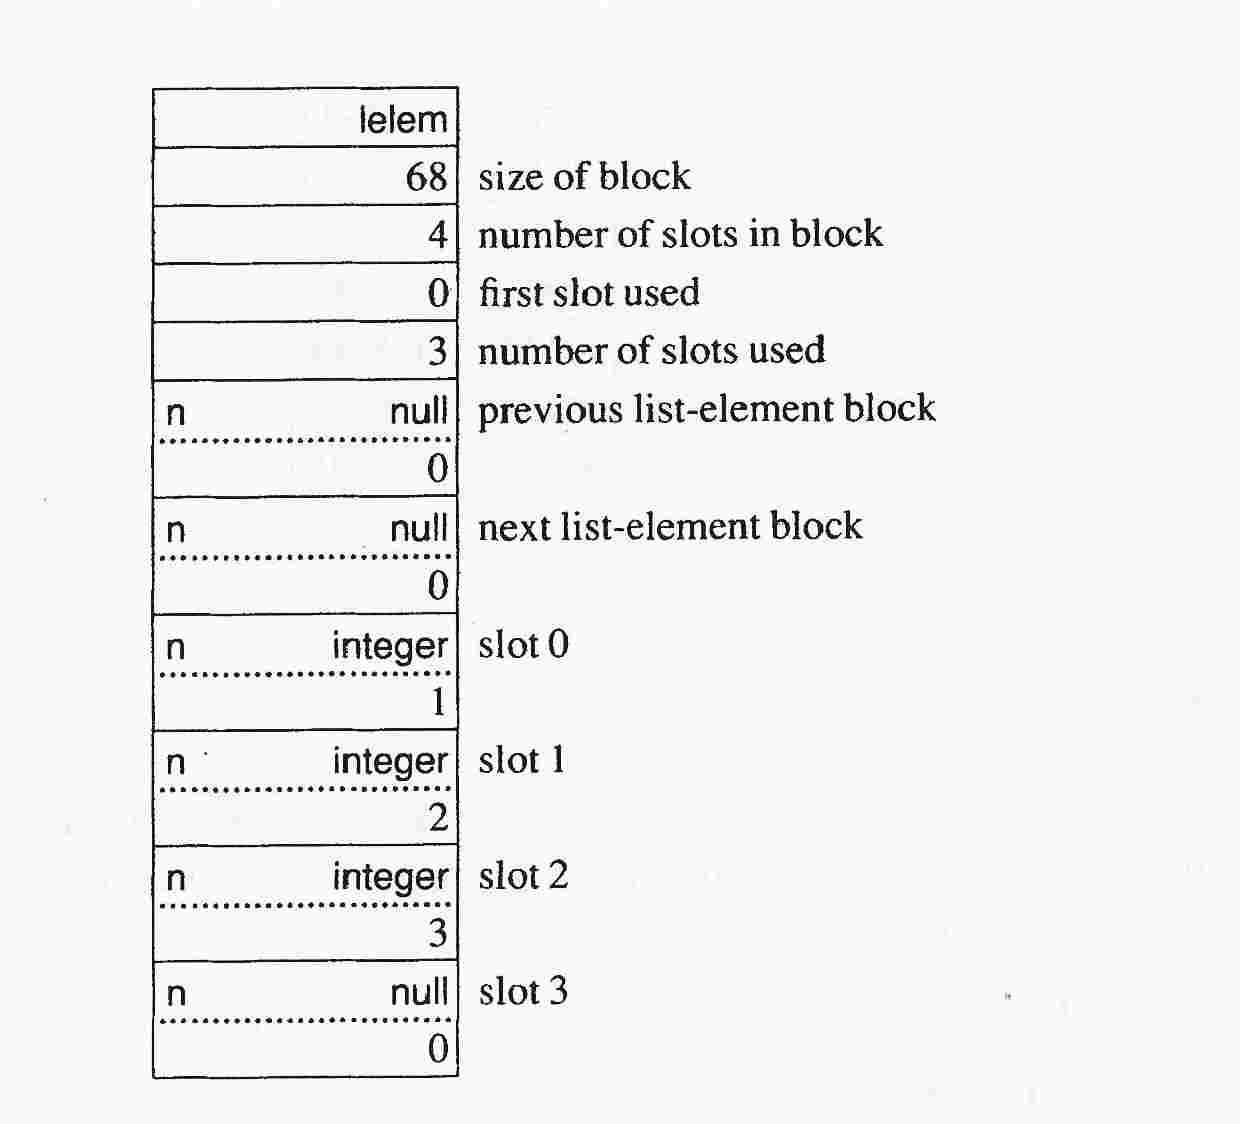 lelem
68 size of block
4 number of slots in block
0 first slot used
3 number of slots used
n null previous list-element block
0
n null next list-element block
0
n integer slot 0
1
n integer slot 1
2
n integer slot 2
3
n null slot 3
0